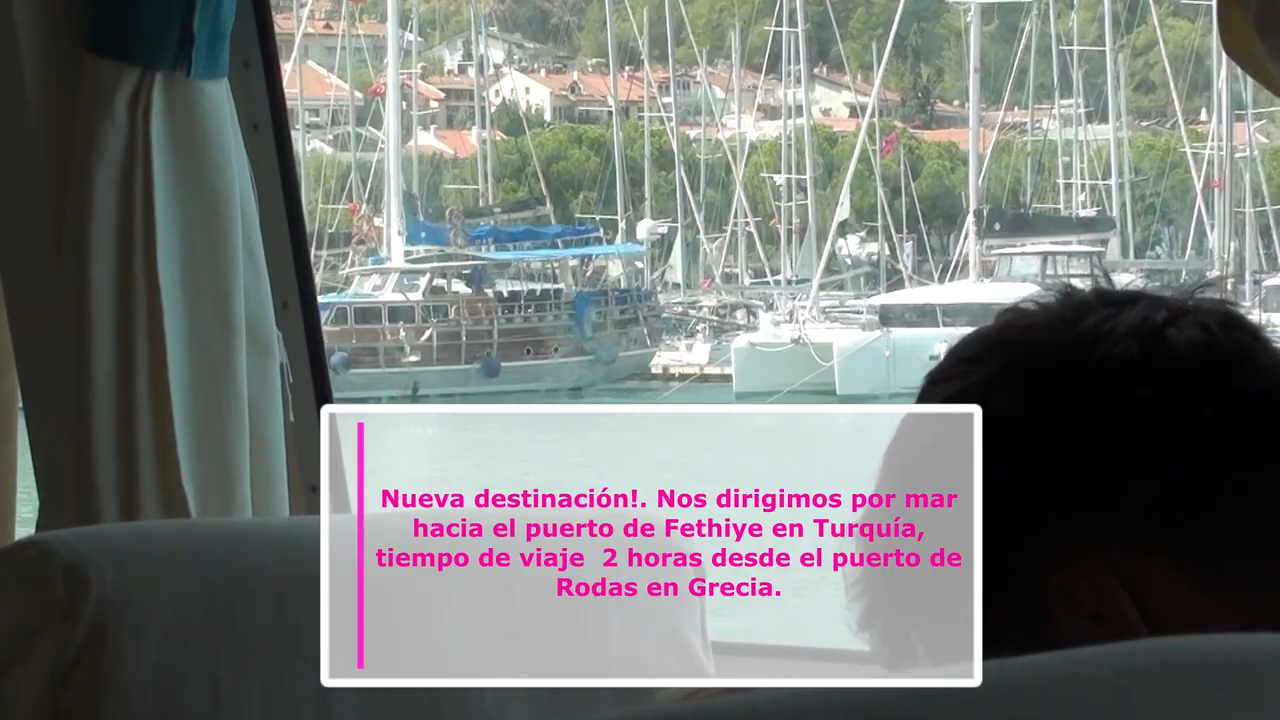 Nueva destinación!. Nos dirigimos por mar
hacia el puerto de Fethiye en Turquía,
tiempo de viaje  2 horas desde el puerto de
Rodas en Grecia.